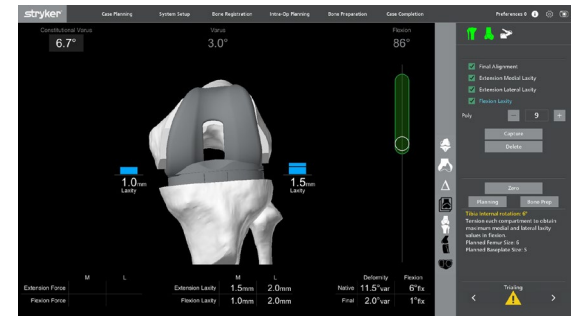 stryker
Case Planning System Setup Bone Registration Intra-Op Planning Bone Preparation Case Completion Preferences 0
Constitutional Varus Varus Flexion
6.7° 3.0° 86°
Final Alignment
Extension Medial Laxity
Extension Lateral Laxity
Flexion Laxity
Poly − 9 +
Capture
Delete
1.0mm
Laxity
1.5mm
Laxity
Zero
Planning Bone Prep
Tibia Internal rotation: 6°
Tension each compartment to obtain
maximum medial and lateral laxity
values in flexion.
Planned Femur Size: 6
Planned Baseplate Size: 5
M L M L Deformity Flexion
Extension Force Extension Laxity 1.5mm 2.0mm Native 11.5°var 6°flx
Flexion Force Flexion Laxity 1.0mm 2.0mm Final 2.0°var 1°flx
Trialing